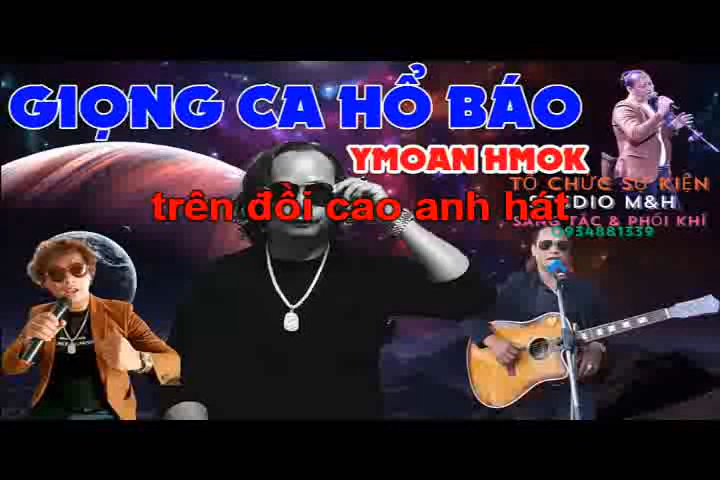 GIỌNG CA HỔ BÁO
YMOAN HMOK
TỔ CHỨC SỰ KIỆN
DIO M&H
SÁNG TÁC & PHỐI KHÍ
0934881339
trên đồi cao anh hát